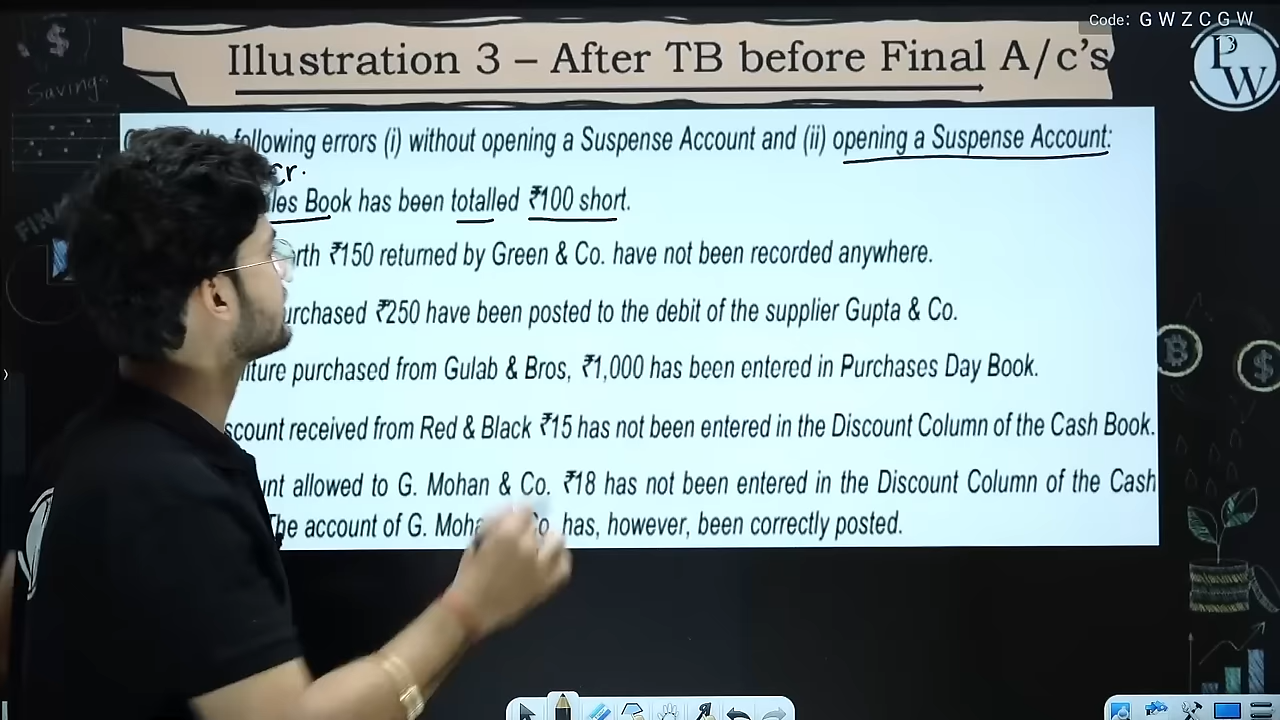 Code: G W Z C G W
Illustration 3 – After TB before Final A/c's
Savings
following errors (i) without opening a Suspense Account and (ii) opening a Suspense Account:
Cr.
Book has been totalled ₹100 short.
₹150 returned by Green & Co. have not been recorded anywhere.
₹250 have been posted to the debit of the supplier Gupta & Co.
purchased from Gulab & Bros, ₹1,000 has been entered in Purchases Day Book.
received from Red & Black ₹15 has not been entered in the Discount Column of the Cash Book.
allowed to G. Mohan & Co. ₹18 has not been entered in the Discount Column of the Cash
The account of G. has, however, been correctly posted.
PW